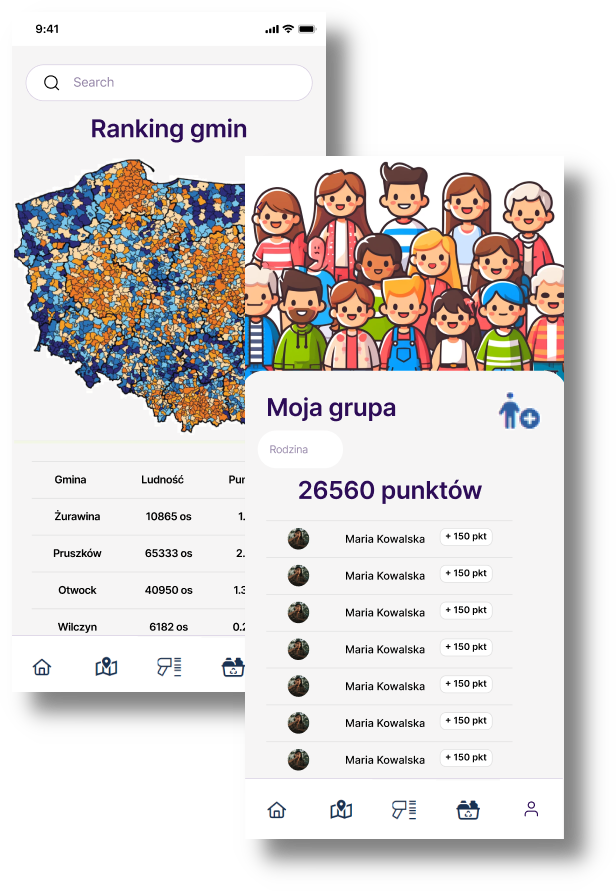 9:41
Search
Ranking gmin
Gmina Ludność Pun
Żurawina 10865 os 1.
Pruszków 65333 os 2.
Otwock 40950 os 1.3
Wilczyn 6182 os 0.2
Moja grupa
Rodzina
26560 punktów
Maria Kowalska + 150 pkt
Maria Kowalska + 150 pkt
Maria Kowalska + 150 pkt
Maria Kowalska + 150 pkt
Maria Kowalska + 150 pkt
Maria Kowalska + 150 pkt
Maria Kowalska + 150 pkt